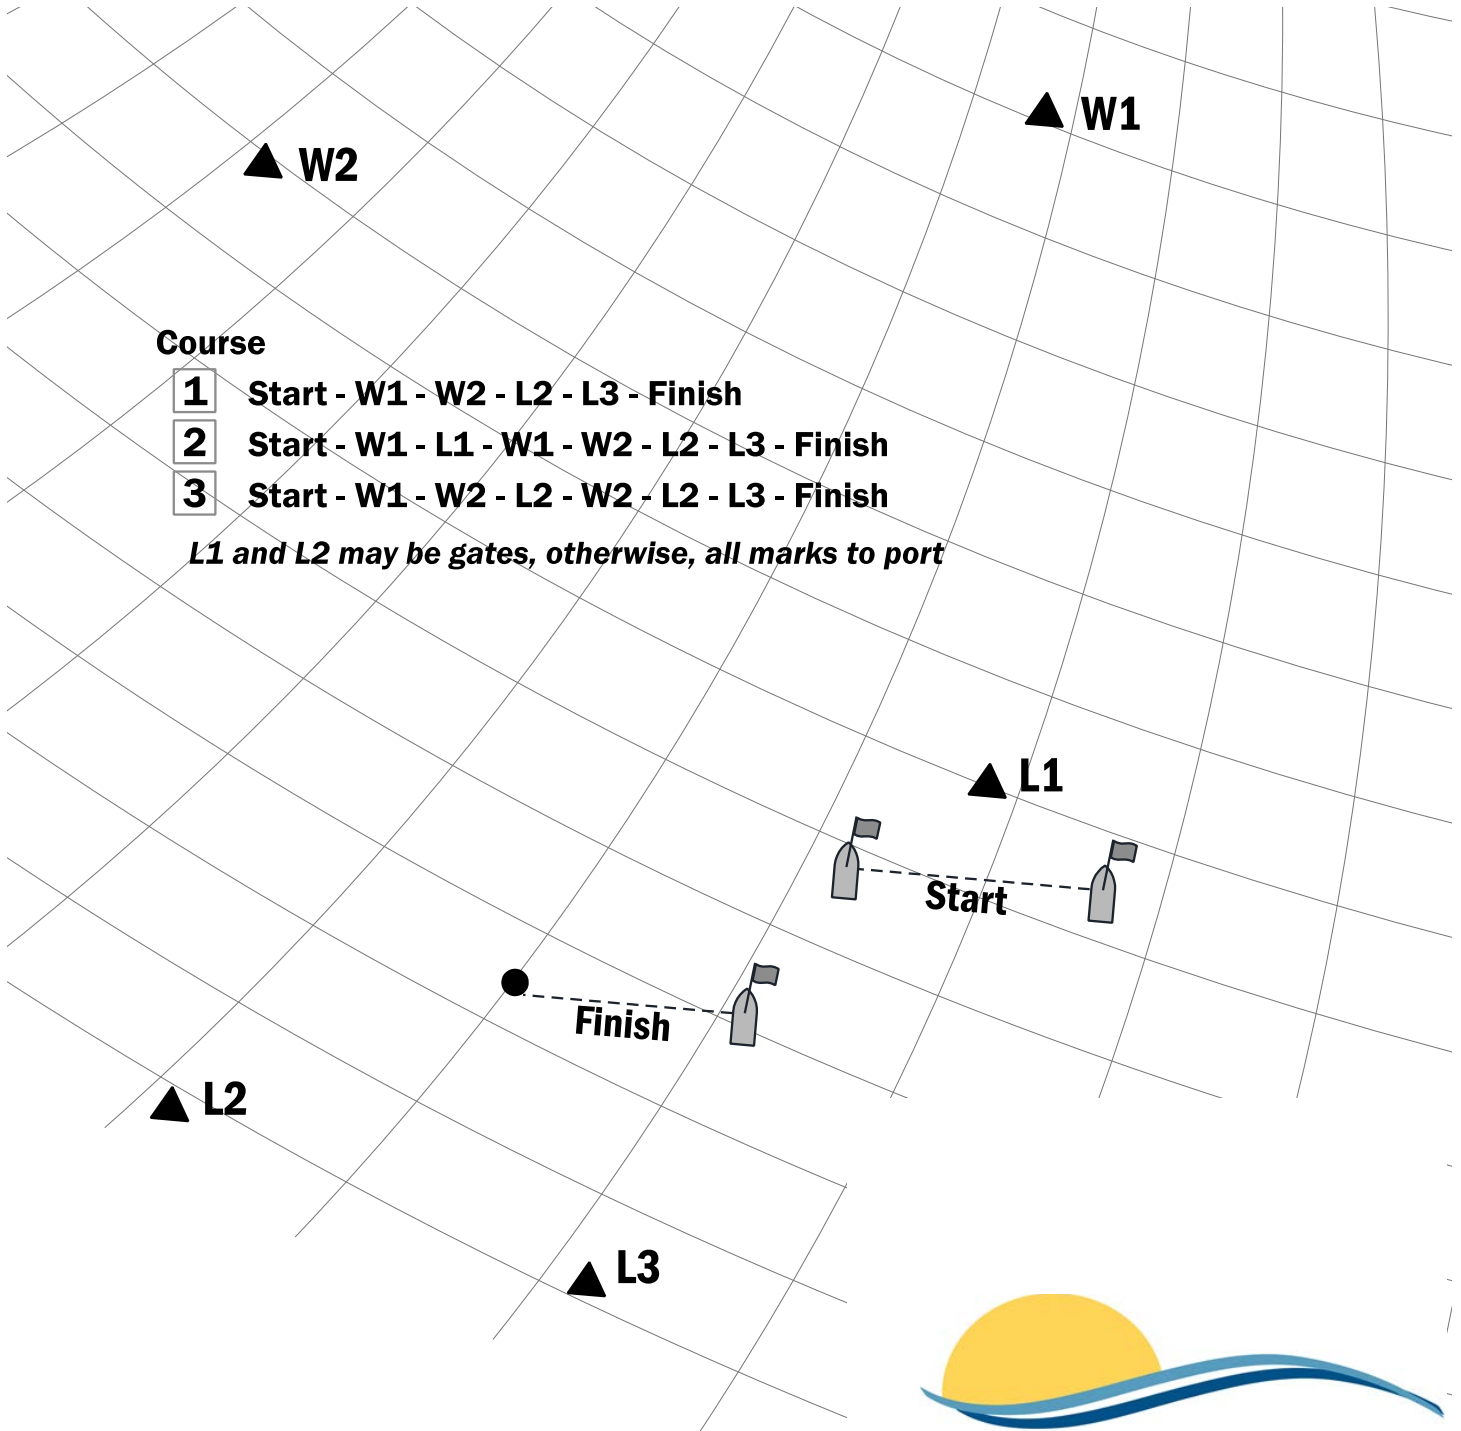 W1
W2
Course
1 Start - W1 - W2 - L2 - L3 - Finish
2 Start - W1 - L1 - W1 - W2 - L2 - L3 - Finish
3 Start - W1 - W2 - L2 - W2 - L2 - L3 - Finish
L1 and L2 may be gates, otherwise, all marks to port
L1
Start
Finish
L2
L3